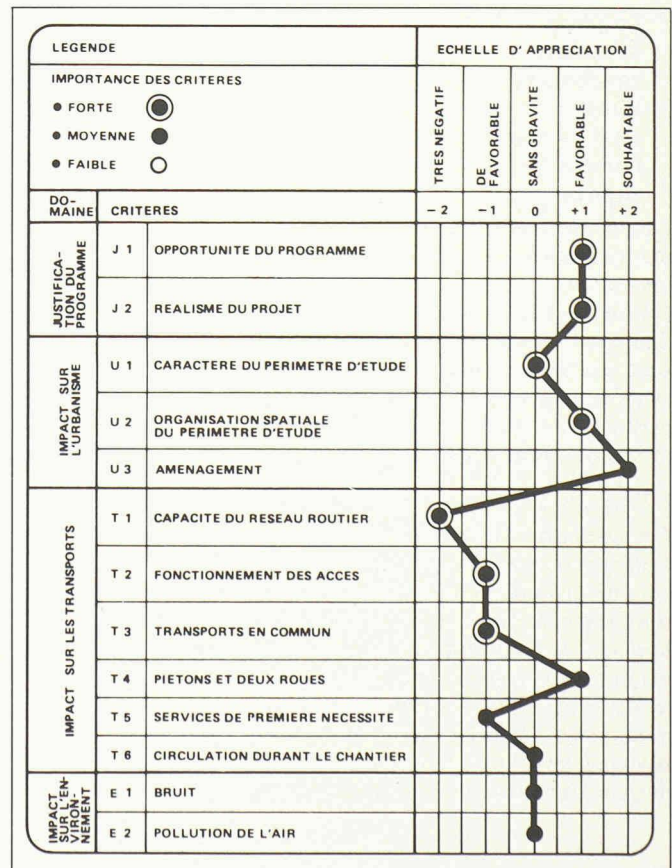 LEGENDE
ECHELLE D'APPRECIATION
IMPORTANCE DES CRITERES
• FORTE
• MOYENNE
• FAIBLE
TRES NEGATIF
DE FAVORABLE
SANS GRAVITE
FAVORABLE
SOUHAITABLE
DO-
MAINE
CRITERES
−2
−1
0
+1
+2
JUSTIFICA-
TION DU
PROGRAMME
J 1 OPPORTUNITE DU PROGRAMME
J 2 REALISME DU PROJET
IMPACT SUR
L'URBANISME
U 1 CARACTERE DU PERIMETRE D'ETUDE
U 2 ORGANISATION SPATIALE
DU PERIMETRE D'ETUDE
U 3 AMENAGEMENT
IMPACT SUR LES TRANSPORTS
T 1 CAPACITE DU RESEAU ROUTIER
T 2 FONCTIONNEMENT DES ACCES
T 3 TRANSPORTS EN COMMUN
T 4 PIETONS ET DEUX ROUES
T 5 SERVICES DE PREMIERE NECESSITE
T 6 CIRCULATION DURANT LE CHANTIER
IMPACT
SUR L'EN-
VIRON-
NEMENT
E 1 BRUIT
E 2 POLLUTION DE L'AIR